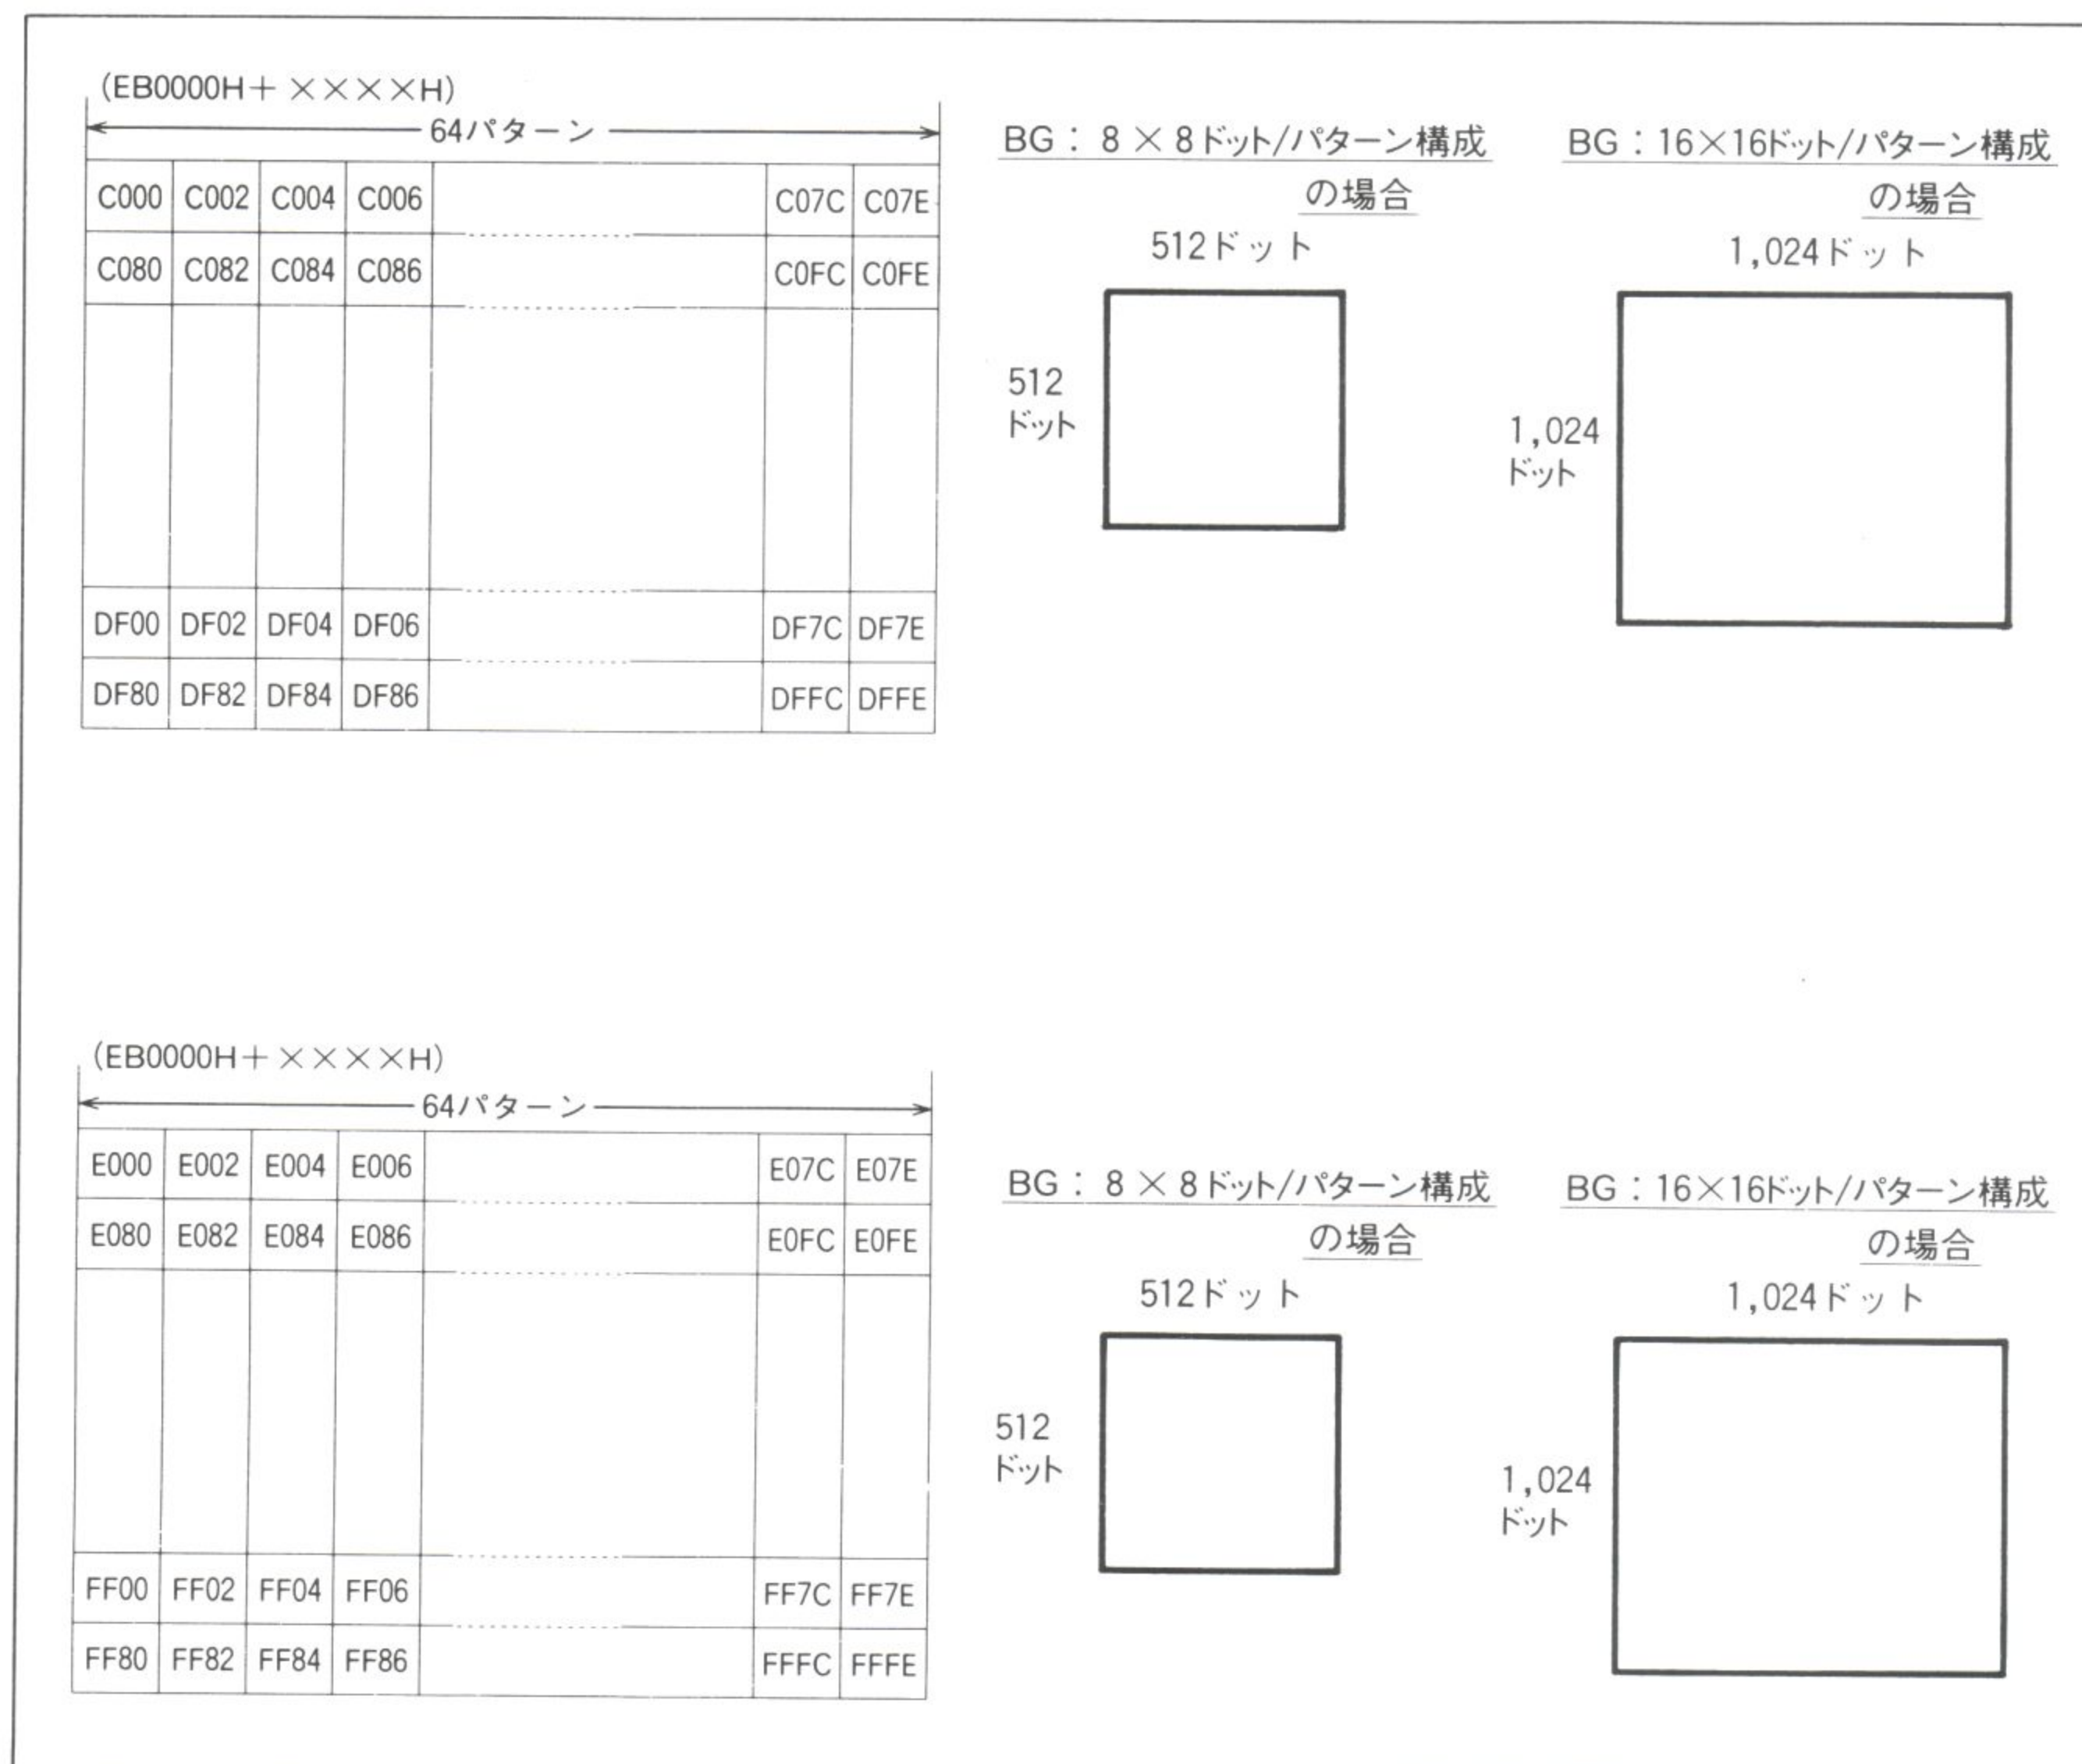 (EB0000H+××××H)
64パターン
C000 C002 C004 C006 C07C C07E
C080 C082 C084 C086 C0FC C0FE
DF00 DF02 DF04 DF06 DF7C DF7E
DF80 DF82 DF84 DF86 DFFC DFFE
BG：8×8ドット/パターン構成
の場合
512ドット
512
ドット
BG：16×16ドット/パターン構成
の場合
1,024ドット
1,024
ドット
(EB0000H+××××H)
64パターン
E000 E002 E004 E006 E07C E07E
E080 E082 E084 E086 E0FC E0FE
FF00 FF02 FF04 FF06 FF7C FF7E
FF80 FF82 FF84 FF86 FFFC FFFE
BG：8×8ドット/パターン構成
の場合
512ドット
512
ドット
BG：16×16ドット/パターン構成
の場合
1,024ドット
1,024
ドット